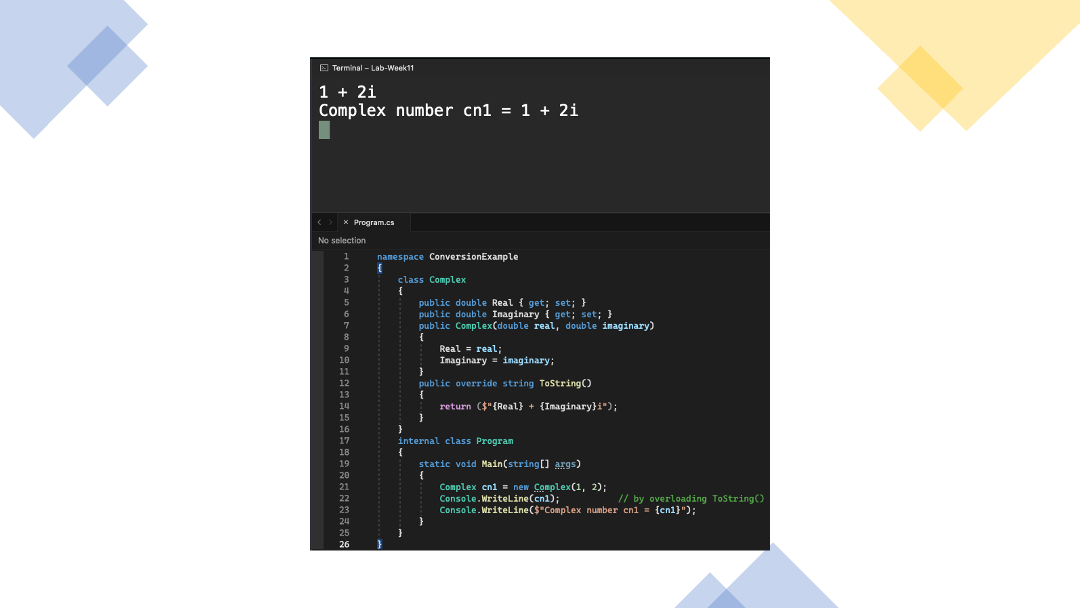 Terminal – Lab-Week11
1 + 2i
Complex number cn1 = 1 + 2i
Program.cs
No selection
1 namespace ConversionExample
2 {
3 class Complex
4 {
5 public double Real { get; set; }
6 public double Imaginary { get; set; }
7 public Complex(double real, double imaginary)
8 {
9 Real = real;
10 Imaginary = imaginary;
11 }
12 public override string ToString()
13 {
14 return ($"{Real} + {Imaginary}i");
15 }
16 }
17 internal class Program
18 {
19 static void Main(string[] args)
20 {
21 Complex cn1 = new Complex(1, 2);
22 Console.WriteLine(cn1); // by overloading ToString()
23 Console.WriteLine($"Complex number cn1 = {cn1}");
24 }
25 }
26 }